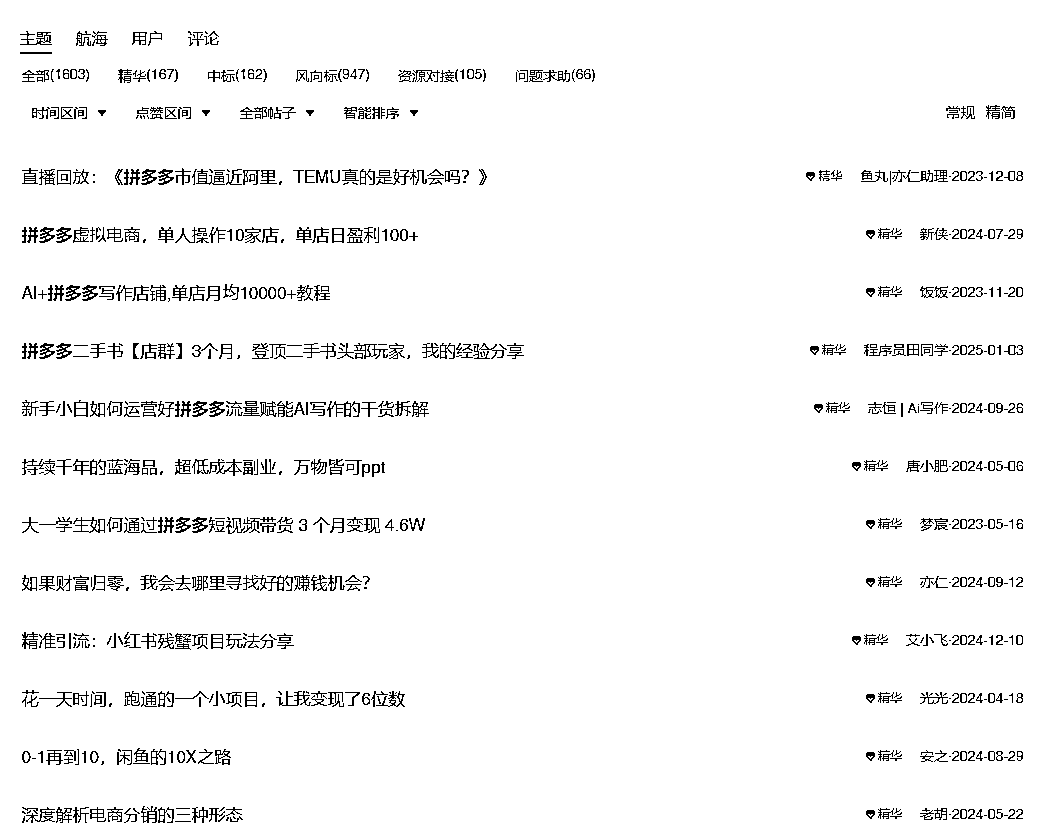 主题 航海 用户 评论
全部(1603) 精华(167) 中标(162) 风向标(947) 资源对接(105) 问题求助(66)
时间区间 ▼ 点赞区间 ▼ 全部帖子 ▼ 智能排序 ▼ 常规 精简
直播回放：《拼多多市值逼近阿里，TEMU真的是好机会吗？》 精华 鱼丸|亦仁助理·2023-12-08
拼多多虚拟电商，单人操作10家店，单店日盈利100+ 精华 新侠·2024-07-29
AI+拼多多写作店铺,单店月均10000+教程 精华 饭饭·2023-11-20
拼多多二手书【店群】3个月，登顶二手书头部玩家，我的经验分享 精华 程序员田同学·2025-01-03
新手小白如何运营好拼多多流量赋能AI写作的干货拆解 精华 志恒 | Ai写作·2024-09-26
持续千年的蓝海品，超低成本副业，万物皆可ppt 精华 唐小肥·2024-05-06
大一学生如何通过拼多多短视频带货 3 个月变现 4.6W 精华 梦宸·2023-05-16
如果财富归零，我会去哪里寻找好的赚钱机会？ 精华 亦仁·2024-09-12
精准引流：小红书残蟹项目玩法分享 精华 艾小飞·2024-12-10
花一天时间，跑通的一个小项目，让我变现了6位数 精华 光光·2024-04-18
0-1再到10，闲鱼的10X之路 精华 安之·2024-08-29
深度解析电商分销的三种形态 精华 老胡·2024-05-22